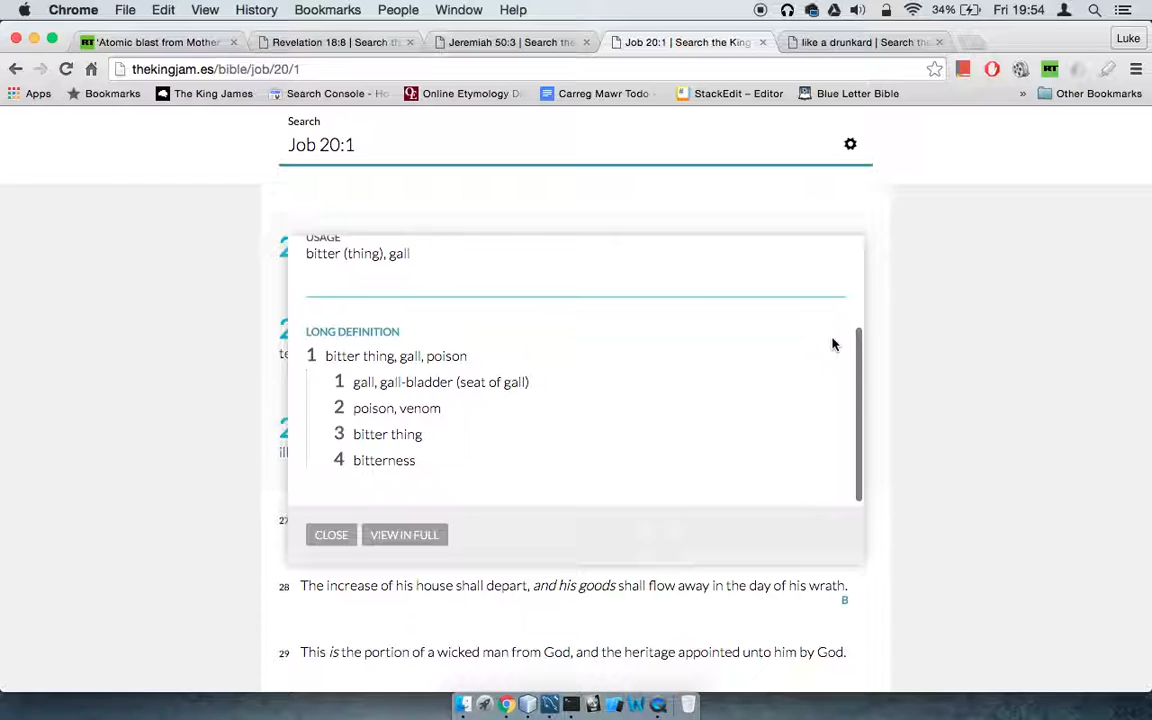 Chrome File Edit View History Bookmarks People Window Help 34% Fri 19:54
'Atomic blast from Mother Revelation 18:8 | Search th Jeremiah 50:3 | Search the Job 20:1 | Search the King like a drunkard | Search the Luke
thekingjam.es/bible/job/20/1
Apps Bookmarks The King James Search Console - Ho Online Etymology D Carreg Mawr Todo StackEdit – Editor Blue Letter Bible » Other Bookmarks
Search
Job 20:1
USAGE
bitter (thing), gall
LONG DEFINITION
1 bitter thing, gall, poison
1 gall, gall-bladder (seat of gall)
2 poison, venom
3 bitter thing
4 bitterness
27
CLOSE VIEW IN FULL
28 The increase of his house shall depart, and his goods shall flow away in the day of his wrath.
B
29 This is the portion of a wicked man from God, and the heritage appointed unto him by God.